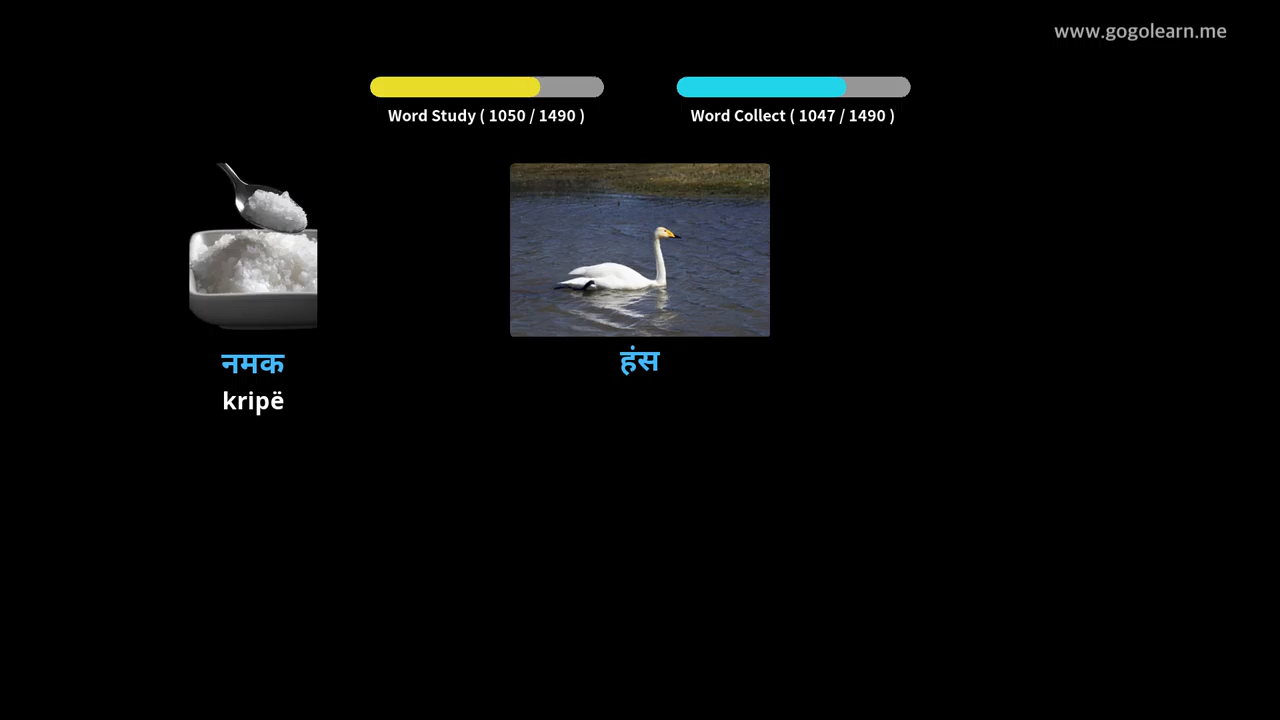 www.gogolearn.me
Word Study ( 1050 / 1490 )
Word Collect ( 1047 / 1490 )
नमक
kripë
हंस